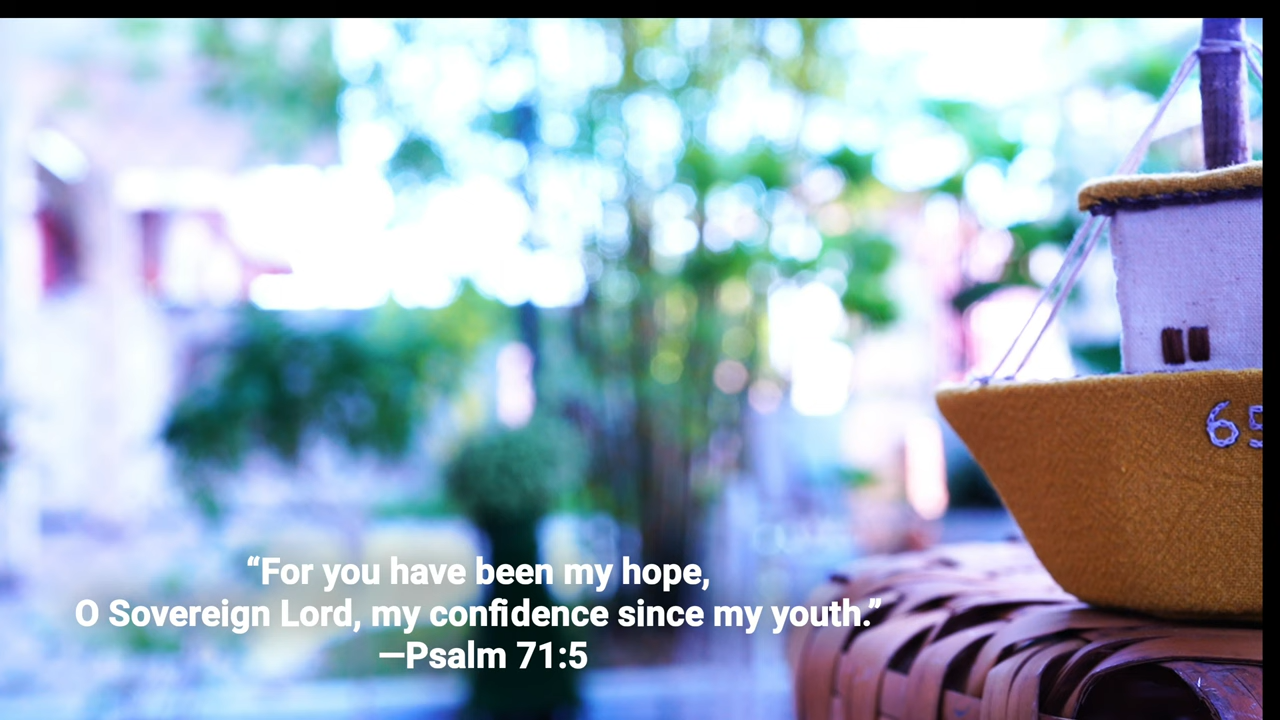 65
“For you have been my hope,
O Sovereign Lord, my confidence since my youth.”
—Psalm 71:5